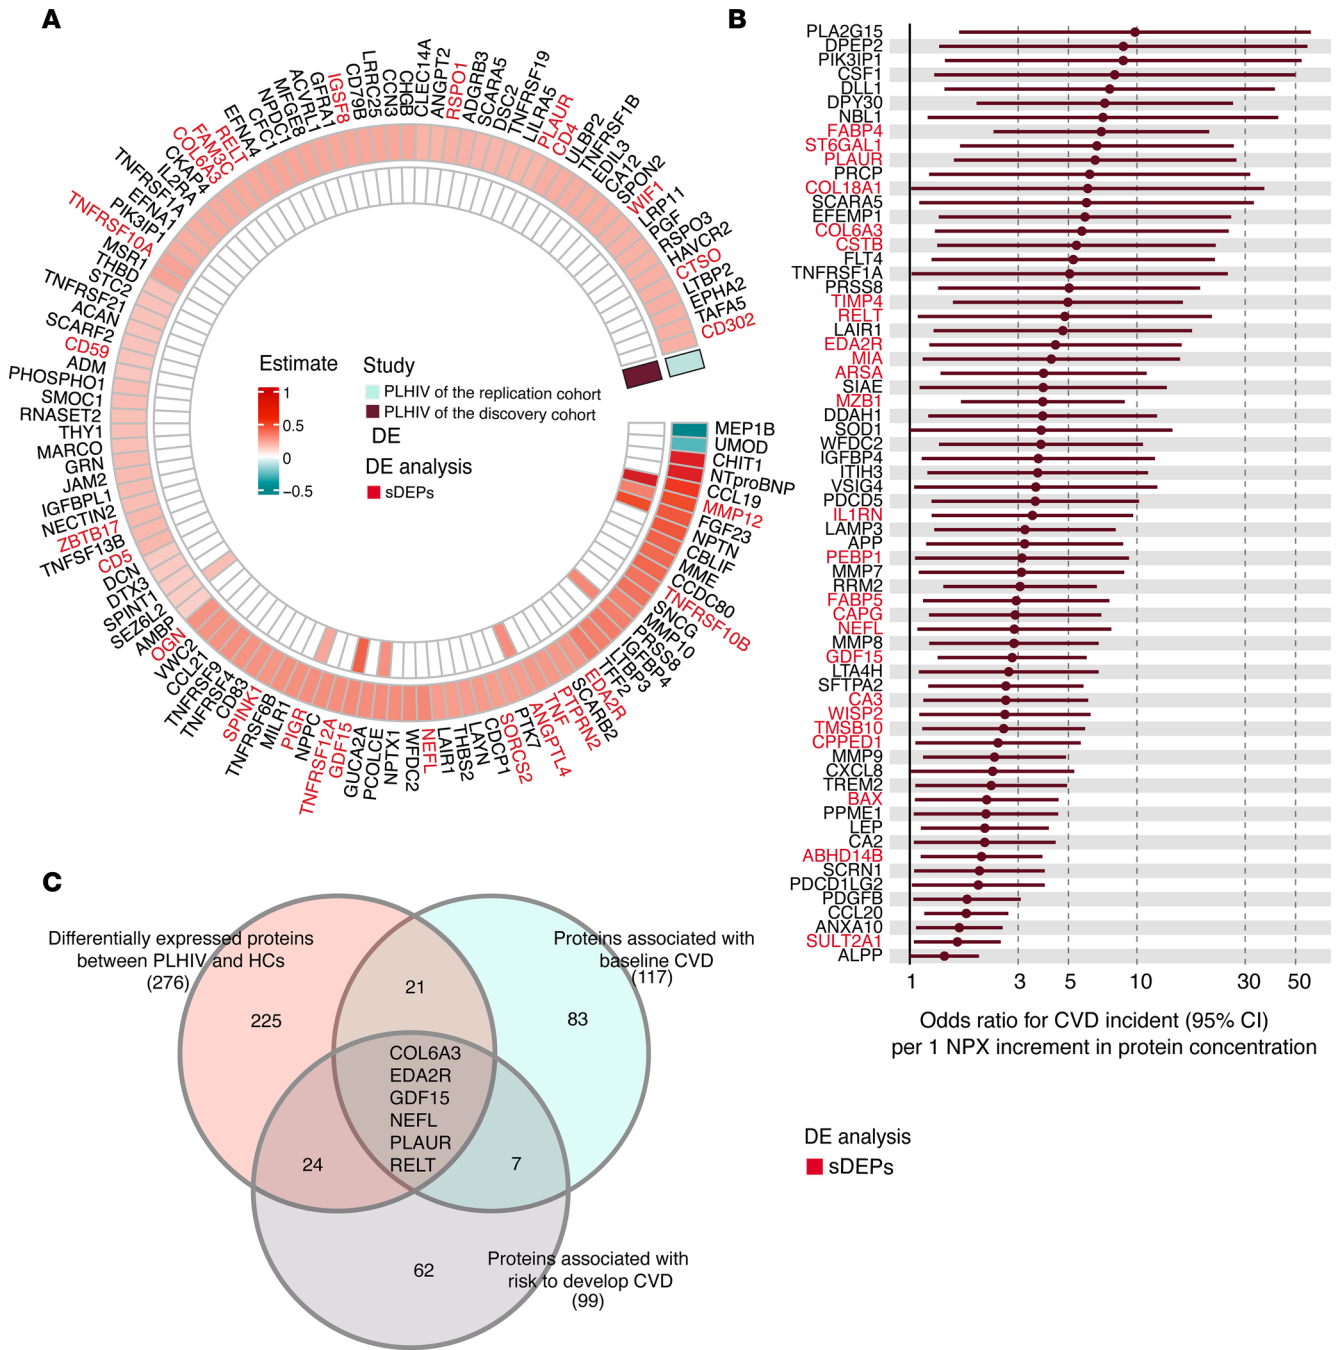 A
MEP1B
UMOD
CHIT1
NTproBNP
CCL19
MMP12
FGF23
NPTN
CBLIF
MME
CCDC80
TNFRSF10B
SNCG
MMP10
PRSS8
IGFBP4
LTBP3
TFF2
EDA2R
SCARB2
PTPRN2
TNF
ANGPTL4
PTK7
SORCS2
CDCP1
LAYN
THBS2
LAIR1
NEFL
WFDC2
NPTX1
PCOLCE
GUCA2A
GDF15
TNFRSF12A
NPPC
PIGR
MILR1
TNFRSF6B
SPINK1
CD83
TNFRSF4
TNFRSF9
CCL21
VWC2
OGN
AMBP
SEZ6L2
SPINT1
DTX3
DCN
CD5
TNFSF13B
ZBTB17
NECTIN2
IGFBPL1
JAM2
GRN
MARCO
THY1
RNASET2
SMOC1
PHOSPHO1
ADM
CD59
SCARF2
ACAN
TNFRSF21
STC2
THBD
MSR1
TNFRSF10A
PIK3IP1
EFNA1
TNFRSF1A
IL2RA
CKAP4
COL6A3
FAM3C
RELT
EFNA4
CFC1
NPDC1
MFGE8
ACVRL1
GFRA1
IGSF8
CD79B
LRRC25
CCN3
CHGB
CLEC14A
ANGPT2
RSPO1
ADGRB3
SCARA5
DSC2
TNFRSF19
LILRA5
PLAUR
CD4
ULBP2
TNFRSF1B
EDIL3
TECA12
SPON2
WIF1
LRP11
PGF
RSPO3
HAVCR2
CTSO
LTBP2
EPHA2
TAFA5
CD302
Estimate
1
0.5
0
−0.5
Study
PLHIV of the replication cohort
PLHIV of the discovery cohort
DE
DE analysis
sDEPs
B
PLA2G15
DPEP2
PIK3IP1
CSF1
DLL1
DPY30
NBL1
FABP4
ST6GAL1
PLAUR
PRCP
COL18A1
SCARA5
EFEMP1
COL6A3
CSTB
FLT4
TNFRSF1A
PRSS8
TIMP4
RELT
LAIR1
EDA2R
MIA
ARSA
SIAE
MZB1
DDAH1
SOD1
WFDC2
IGFBP4
ITIH3
VSIG4
PDCD5
IL1RN
LAMP3
APP
PEBP1
MMP7
RRM2
FABP5
CAPG
NEFL
MMP8
GDF15
LTA4H
SFTPA2
CA3
WISP2
TMSB10
CPPED1
MMP9
CXCL8
TREM2
BAX
PPME1
LEP
CA2
ABHD14B
SCRN1
PDCD1LG2
PDGFB
CCL20
ANXA10
SULT2A1
ALPP
1 3 5 10 30 50
Odds ratio for CVD incident (95% CI)
per 1 NPX increment in protein concentration
DE analysis
sDEPs
C
Differentially expressed proteins
between PLHIV and HCs
(276)
Proteins associated with
baseline CVD
(117)
225
21
83
COL6A3
EDA2R
GDF15
NEFL
PLAUR
RELT
24
7
62
Proteins associated with
risk to develop CVD
(99)